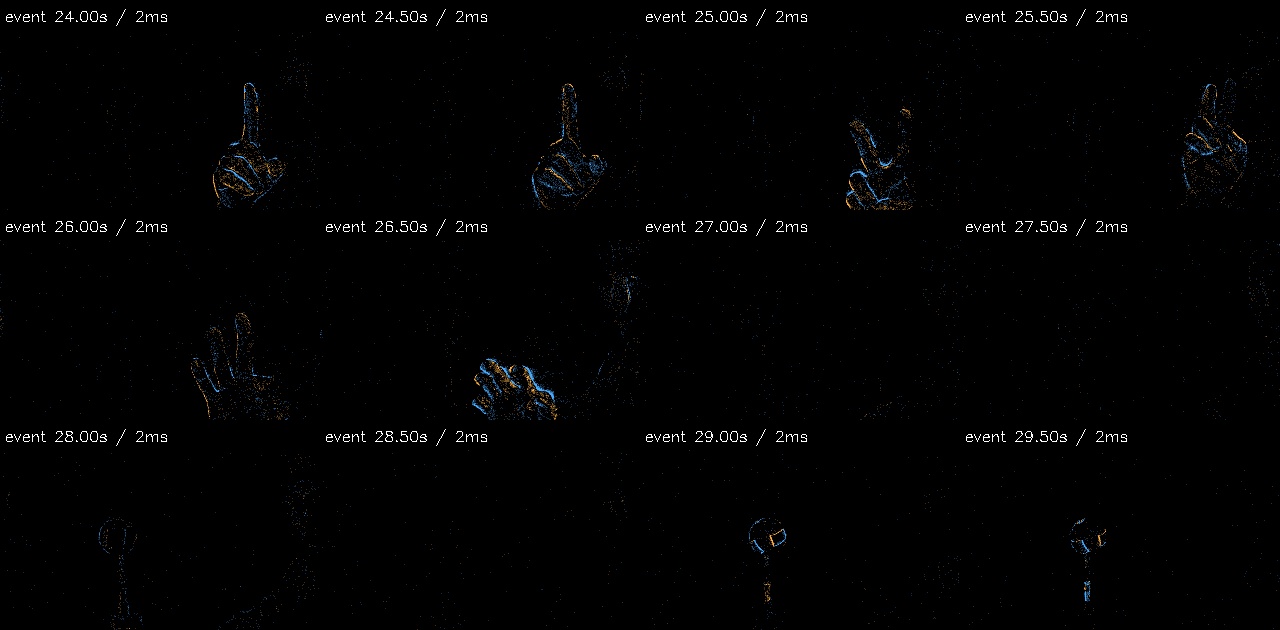 event 24.00s / 2ms
event 24.50s / 2ms
event 25.00s / 2ms
event 25.50s / 2ms
event 26.00s / 2ms
event 26.50s / 2ms
event 27.00s / 2ms
event 27.50s / 2ms
event 28.00s / 2ms
event 28.50s / 2ms
event 29.00s / 2ms
event 29.50s / 2ms